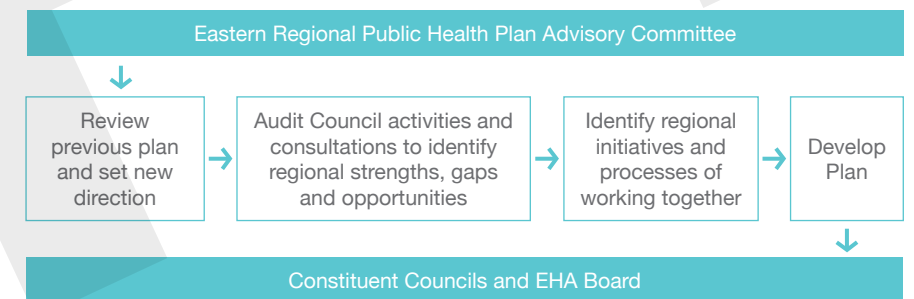 Eastern Regional Public Health Plan Advisory Committee
Review
previous plan
and set new
direction
Audit Council activities and
consultations to identify
regional strengths, gaps
and opportunities
Identify regional
initiatives and
processes of
working together
Develop
Plan
Constituent Councils and EHA Board